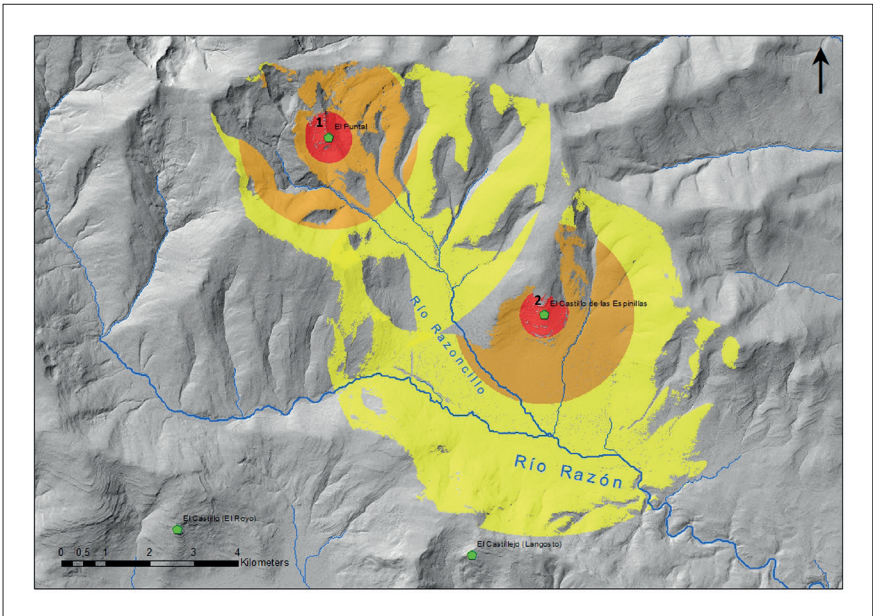 1
El Puntal
2
El Castillo de las Espinillas
Río Razoncillo
Río Razón
El Castillo (El Royo)
El Castillejo (Langosto)
0 0,5 1 2 3 4
Kilometers